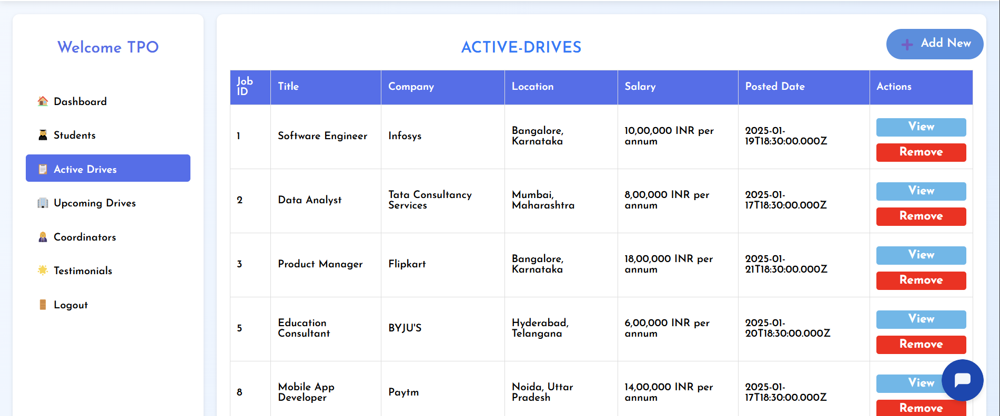 Welcome TPO
Dashboard
Students
Active Drives
Upcoming Drives
Coordinators
Testimonials
Logout
ACTIVE-DRIVES
Add New
Job
ID
Title
Company
Location
Salary
Posted Date
Actions
1
Software Engineer
Infosys
Bangalore,
Karnataka
10,00,000 INR per
annum
2025-01-
19T18:30:00.000Z
View
Remove
2
Data Analyst
Tata Consultancy
Services
Mumbai,
Maharashtra
8,00,000 INR per
annum
2025-01-
17T18:30:00.000Z
View
Remove
3
Product Manager
Flipkart
Bangalore,
Karnataka
18,00,000 INR per
annum
2025-01-
21T18:30:00.000Z
View
Remove
5
Education
Consultant
BYJU'S
Hyderabad,
Telangana
6,00,000 INR per
annum
2025-01-
20T18:30:00.000Z
View
Remove
8
Mobile App
Developer
Paytm
Noida, Uttar
Pradesh
14,00,000 INR per
annum
2025-01-
17T18:30:00.000Z
View
Remove